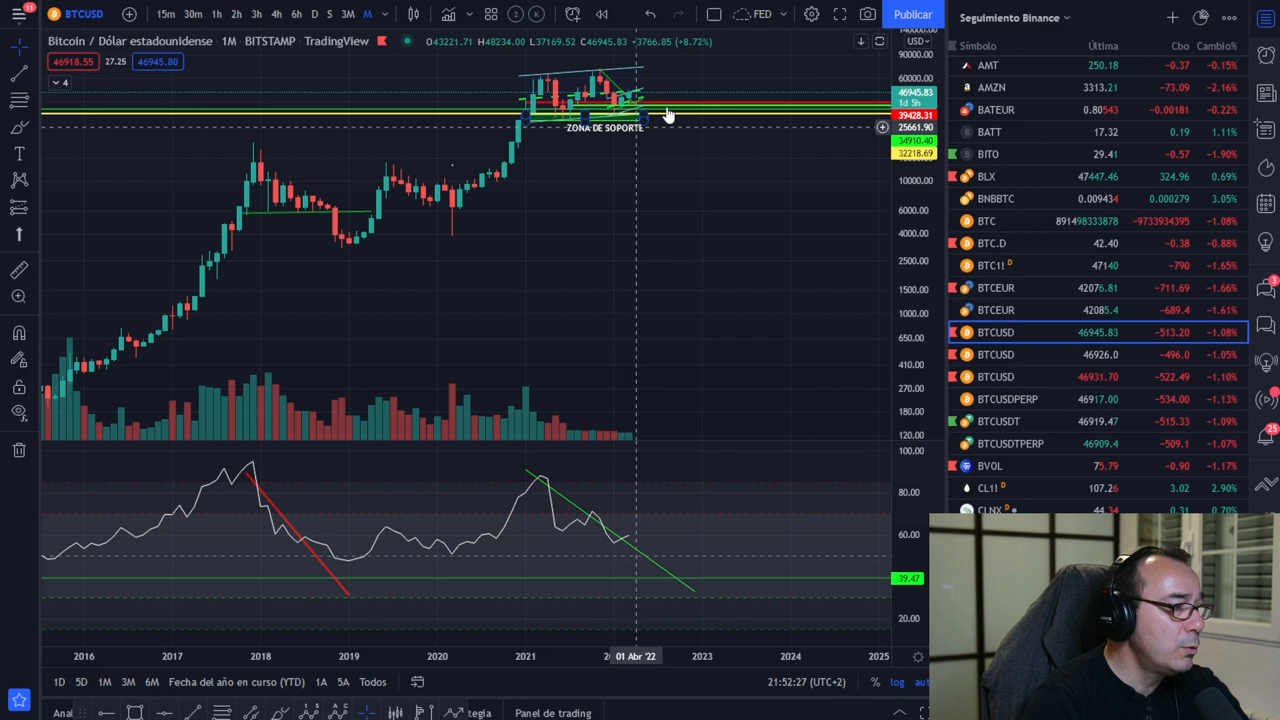 11
BTCUSD
15m 30m 1h 2h 3h 4h 6h D S 3M M
2 K
FED
Publicar
Seguimiento Binance
Bitcoin / Dólar estadounidense · 1M · BITSTAMP · TradingView
O43221.71 H48234.00 L37169.52 C46945.83 +3766.85 (+8.72%)
USD
46918.55 27.25 46945.80
4
Símbolo Última Cbo Cambio%
AMT 250.18 -0.37 -0.15%
AMZN 3313.21 -73.09 -2.16%
BATEUR 0.80543 -0.00181 -0.22%
BATT 17.32 0.19 1.11%
BITO 29.41 -0.57 -1.90%
BLX 47447.46 324.96 0.69%
BNBBTC 0.009434 0.000279 3.05%
BTC 891498333878 -9733934395 -1.08%
BTC.D 42.40 -0.38 -0.88%
BTC1! D 47140 -790 -1.65%
BTCEUR 42076.81 -711.69 -1.66%
BTCEUR 42085.4 -689.4 -1.61%
BTCUSD 46945.83 -513.20 -1.08%
BTCUSD 46926.0 -496.0 -1.05%
BTCUSD 46931.70 -522.49 -1.10%
BTCUSDPERP 46917.00 -534.00 -1.13%
BTCUSDT 46919.47 -515.33 -1.09%
BTCUSDTPERP 46909.4 -509.1 -1.07%
BVOL 75.79 -0.90 -1.17%
CL1! D 107.26 3.02 2.90%
CLNX D 44.34 0.31 0.70%
3
25
ZONA DE SOPORTE
90000.00
60000.00
46945.83
1d 5h
39428.31
25661.90
34910.40
32218.69
10000.00
6000.00
4000.00
2500.00
1500.00
1000.00
650.00
410.00
270.00
180.00
120.00
100.00
80.00
60.00
39.47
20.00
2016 2017 2018 2019 2020 2021 01 Abr '22 2023 2024 2025
1D 5D 1M 3M 6M Fecha del año en curso (YTD) 1A 5A Todos
21:52:27 (UTC+2)
% log
Panel de trading